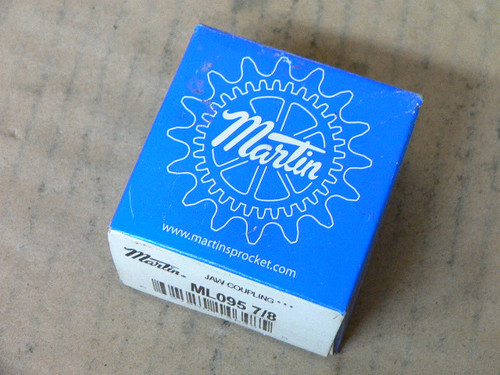 Martin
www.martinsprocket.com
Martin
JAW COUPLING ---
ML095 7/8